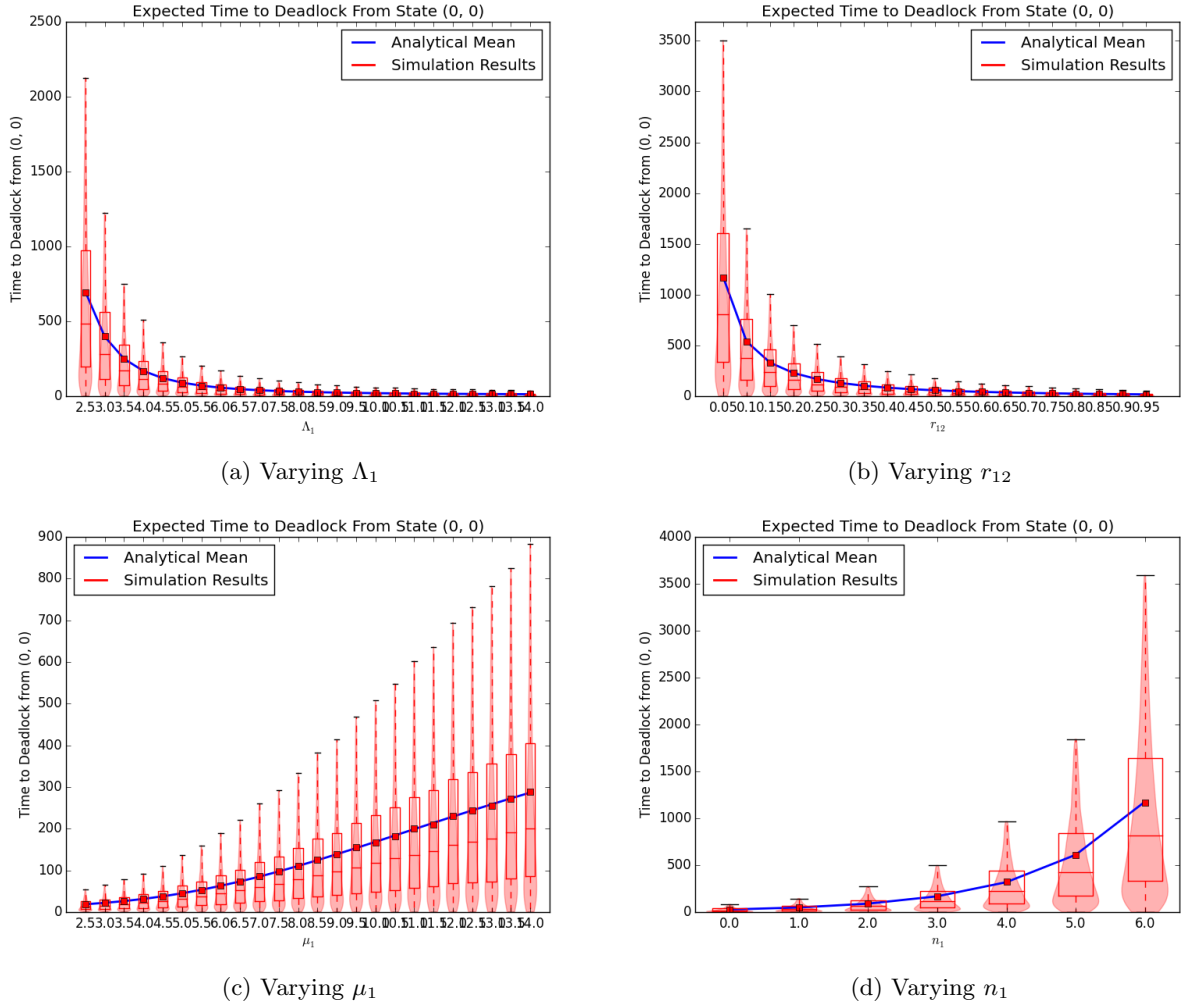 Expected Time to Deadlock From State (0, 0)
Analytical Mean
Simulation Results
2500
2000
1500
1000
500
0
Time to Deadlock from (0, 0)
Λ1
(a) Varying Λ1
Expected Time to Deadlock From State (0, 0)
Analytical Mean
Simulation Results
3500
3000
2500
2000
1500
1000
500
0
Time to Deadlock from (0, 0)
r12
(b) Varying r12
Expected Time to Deadlock From State (0, 0)
Analytical Mean
Simulation Results
900
800
700
600
500
400
300
200
100
0
Time to Deadlock from (0, 0)
μ1
(c) Varying μ1
Expected Time to Deadlock From State (0, 0)
Analytical Mean
Simulation Results
4000
3500
3000
2500
2000
1500
1000
500
0
Time to Deadlock from (0, 0)
0.0 1.0 2.0 3.0 4.0 5.0 6.0
n1
(d) Varying n1